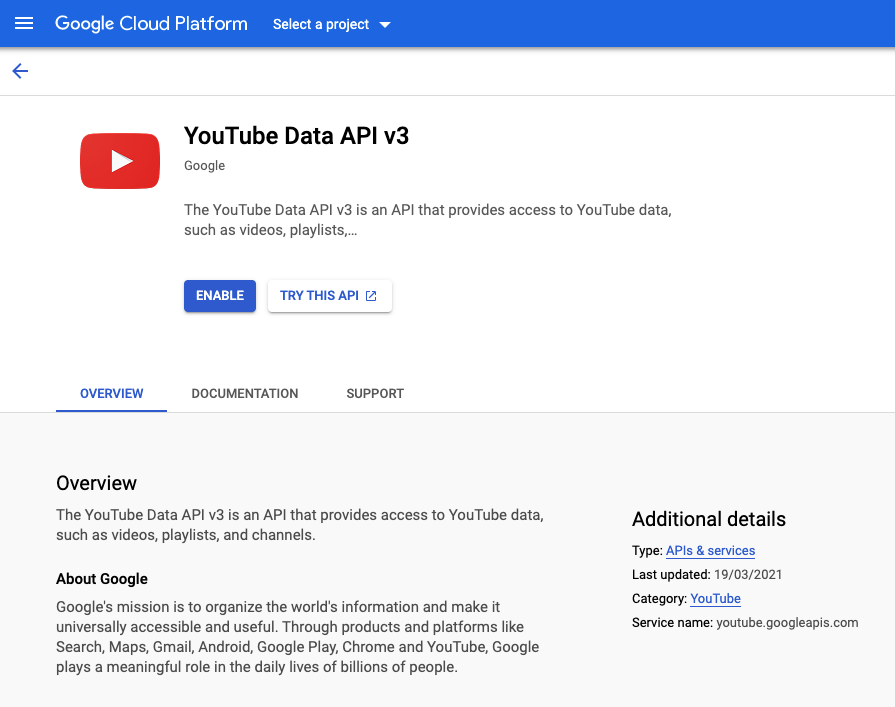 Google Cloud Platform
Select a project
YouTube Data API v3
Google
The YouTube Data API v3 is an API that provides access to YouTube data,
such as videos, playlists,...
ENABLE
TRY THIS API
OVERVIEW
DOCUMENTATION
SUPPORT
Overview
The YouTube Data API v3 is an API that provides access to YouTube data,
such as videos, playlists, and channels.
About Google
Google's mission is to organize the world's information and make it
universally accessible and useful. Through products and platforms like
Search, Maps, Gmail, Android, Google Play, Chrome and YouTube, Google
plays a meaningful role in the daily lives of billions of people.
Additional details
Type: APIs & services
Last updated: 19/03/2021
Category: YouTube
Service name: youtube.googleapis.com